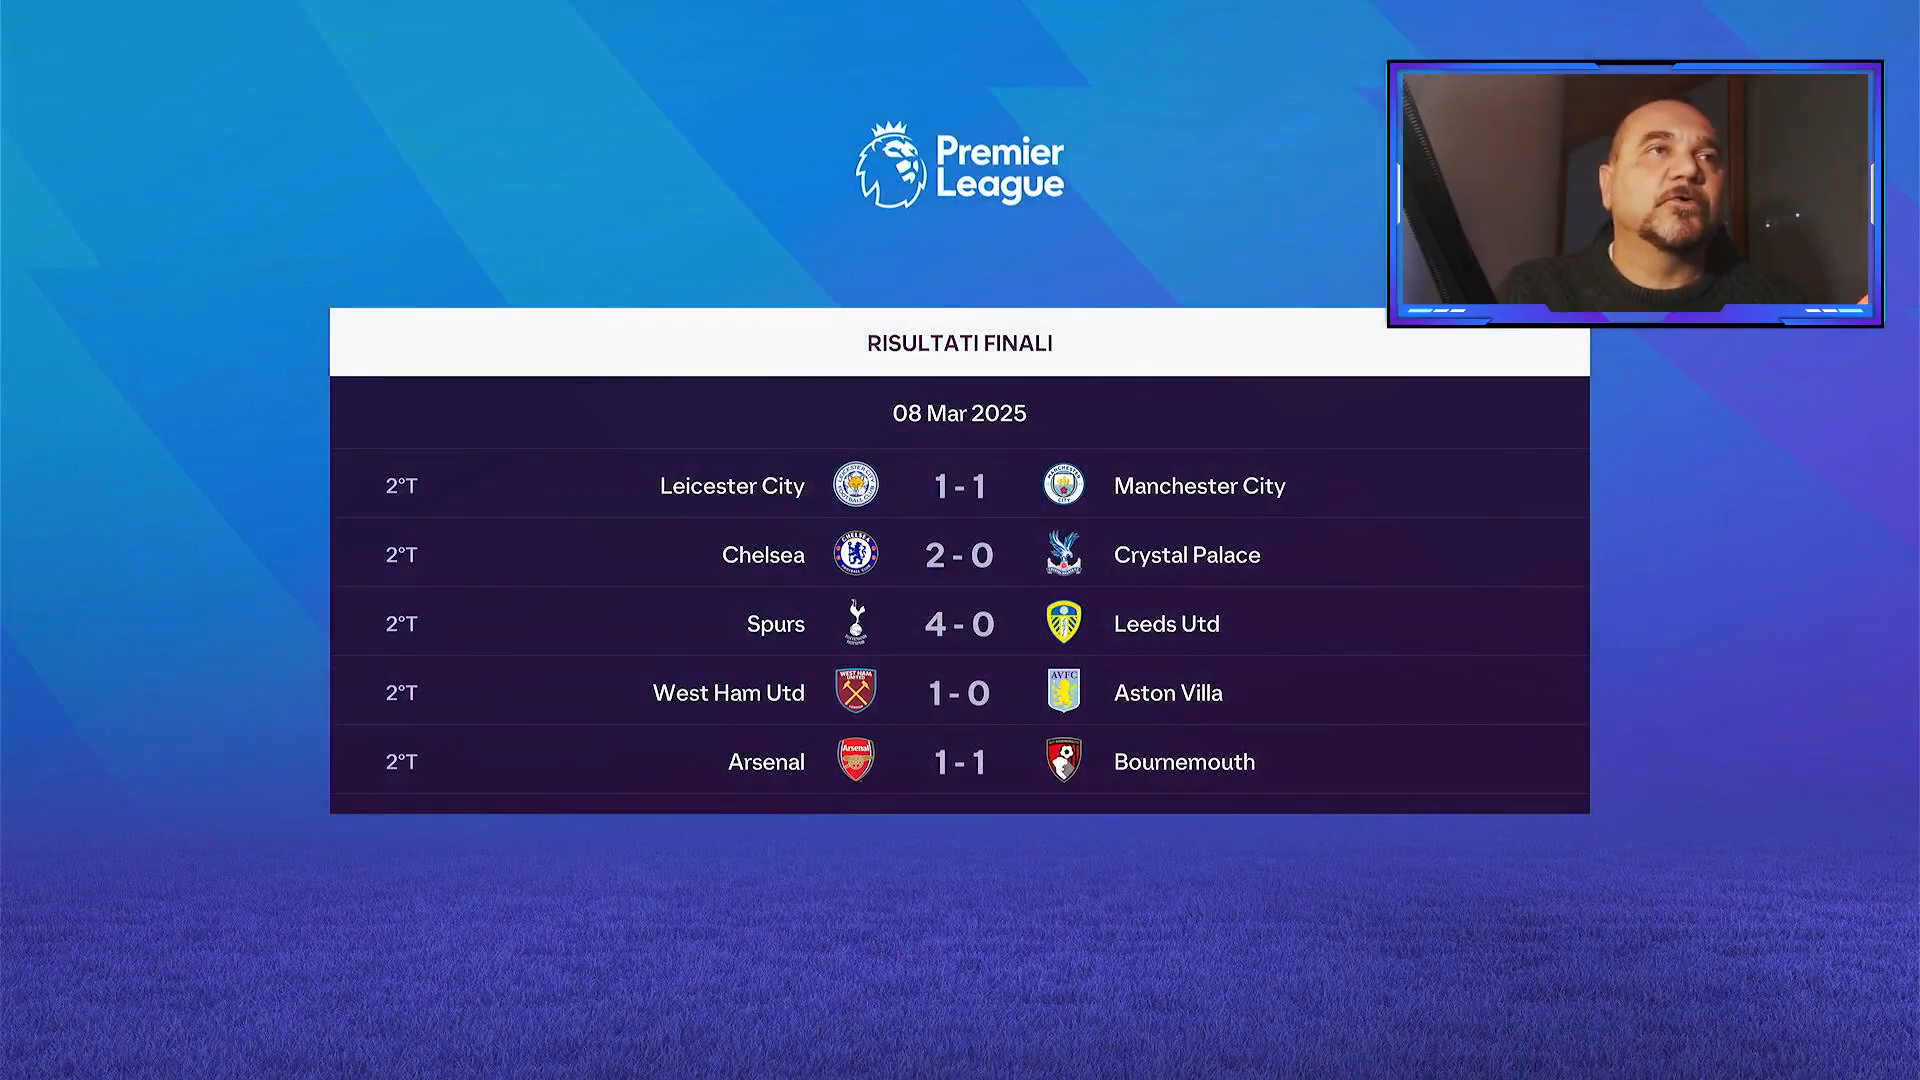 Premier
League
RISULTATI FINALI
08 Mar 2025
2°T Leicester City 1 - 1 Manchester City
2°T Chelsea 2 - 0 Crystal Palace
2°T Spurs 4 - 0 Leeds Utd
2°T West Ham Utd 1 - 0 Aston Villa
2°T Arsenal 1 - 1 Bournemouth